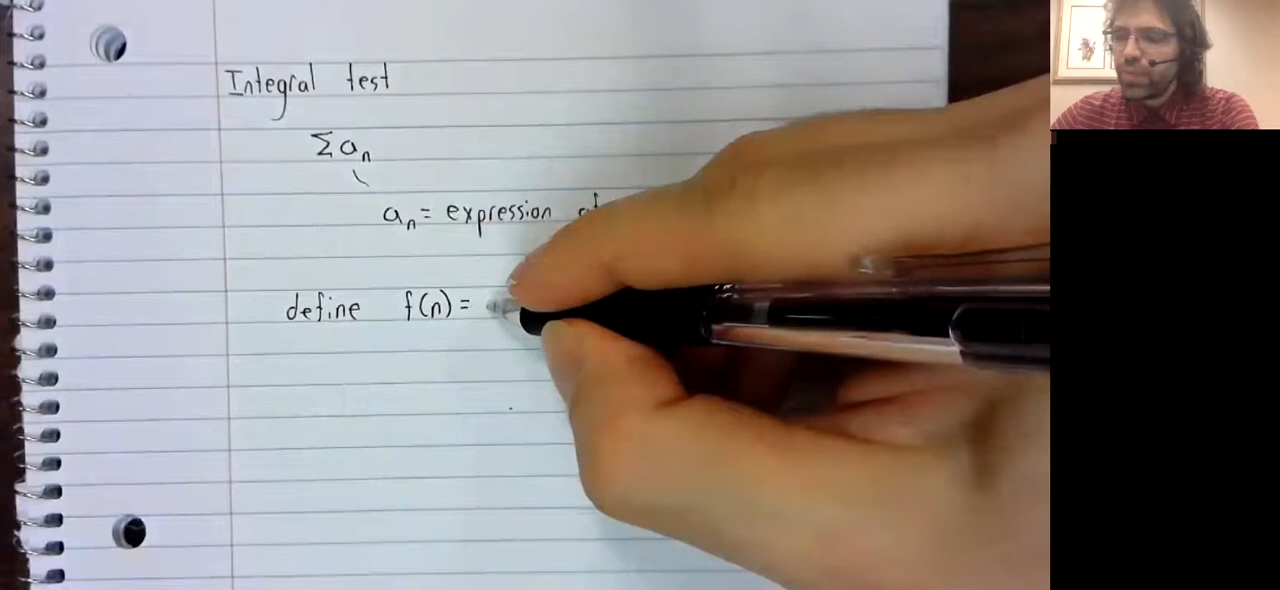 Integral test
Σaₙ
aₙ = expression
define f(n) =